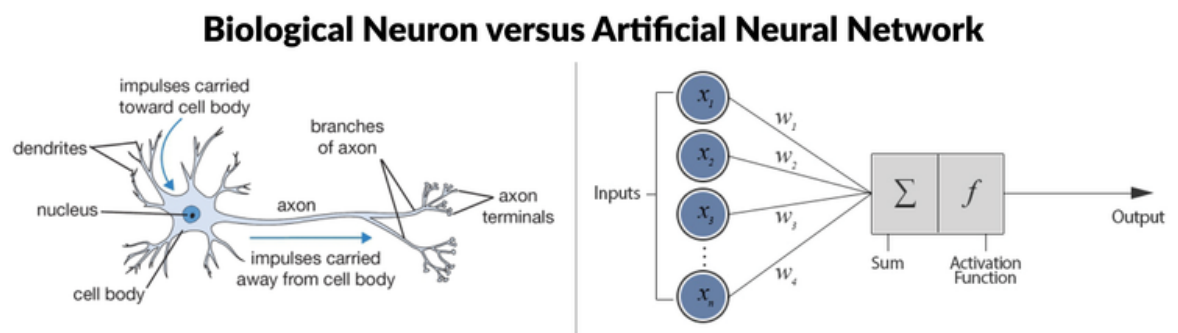 Biological Neuron versus Artificial Neural Network
impulses carried
toward cell body
dendrites
nucleus
cell body
axon
impulses carried
away from cell body
branches
of axon
axon
terminals
Inputs
x₁
x₂
x₃
xₙ
w₁
w₂
w₃
w₄
Σ
f
Sum
Activation
Function
Output